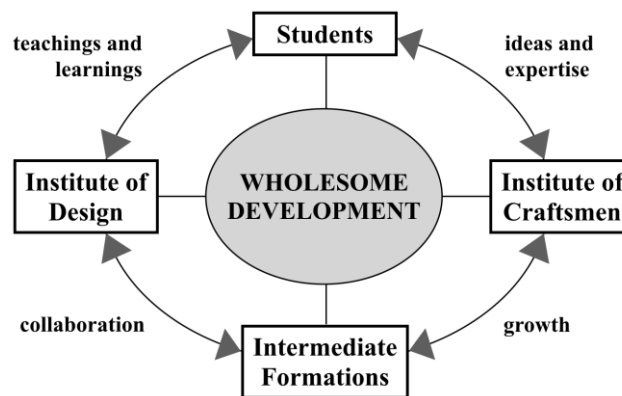 teachings and
learnings
Students
ideas and
expertise
Institute of
Design
WHOLESOME
DEVELOPMENT
Institute of
Craftsmen
collaboration
Intermediate
Formations
growth